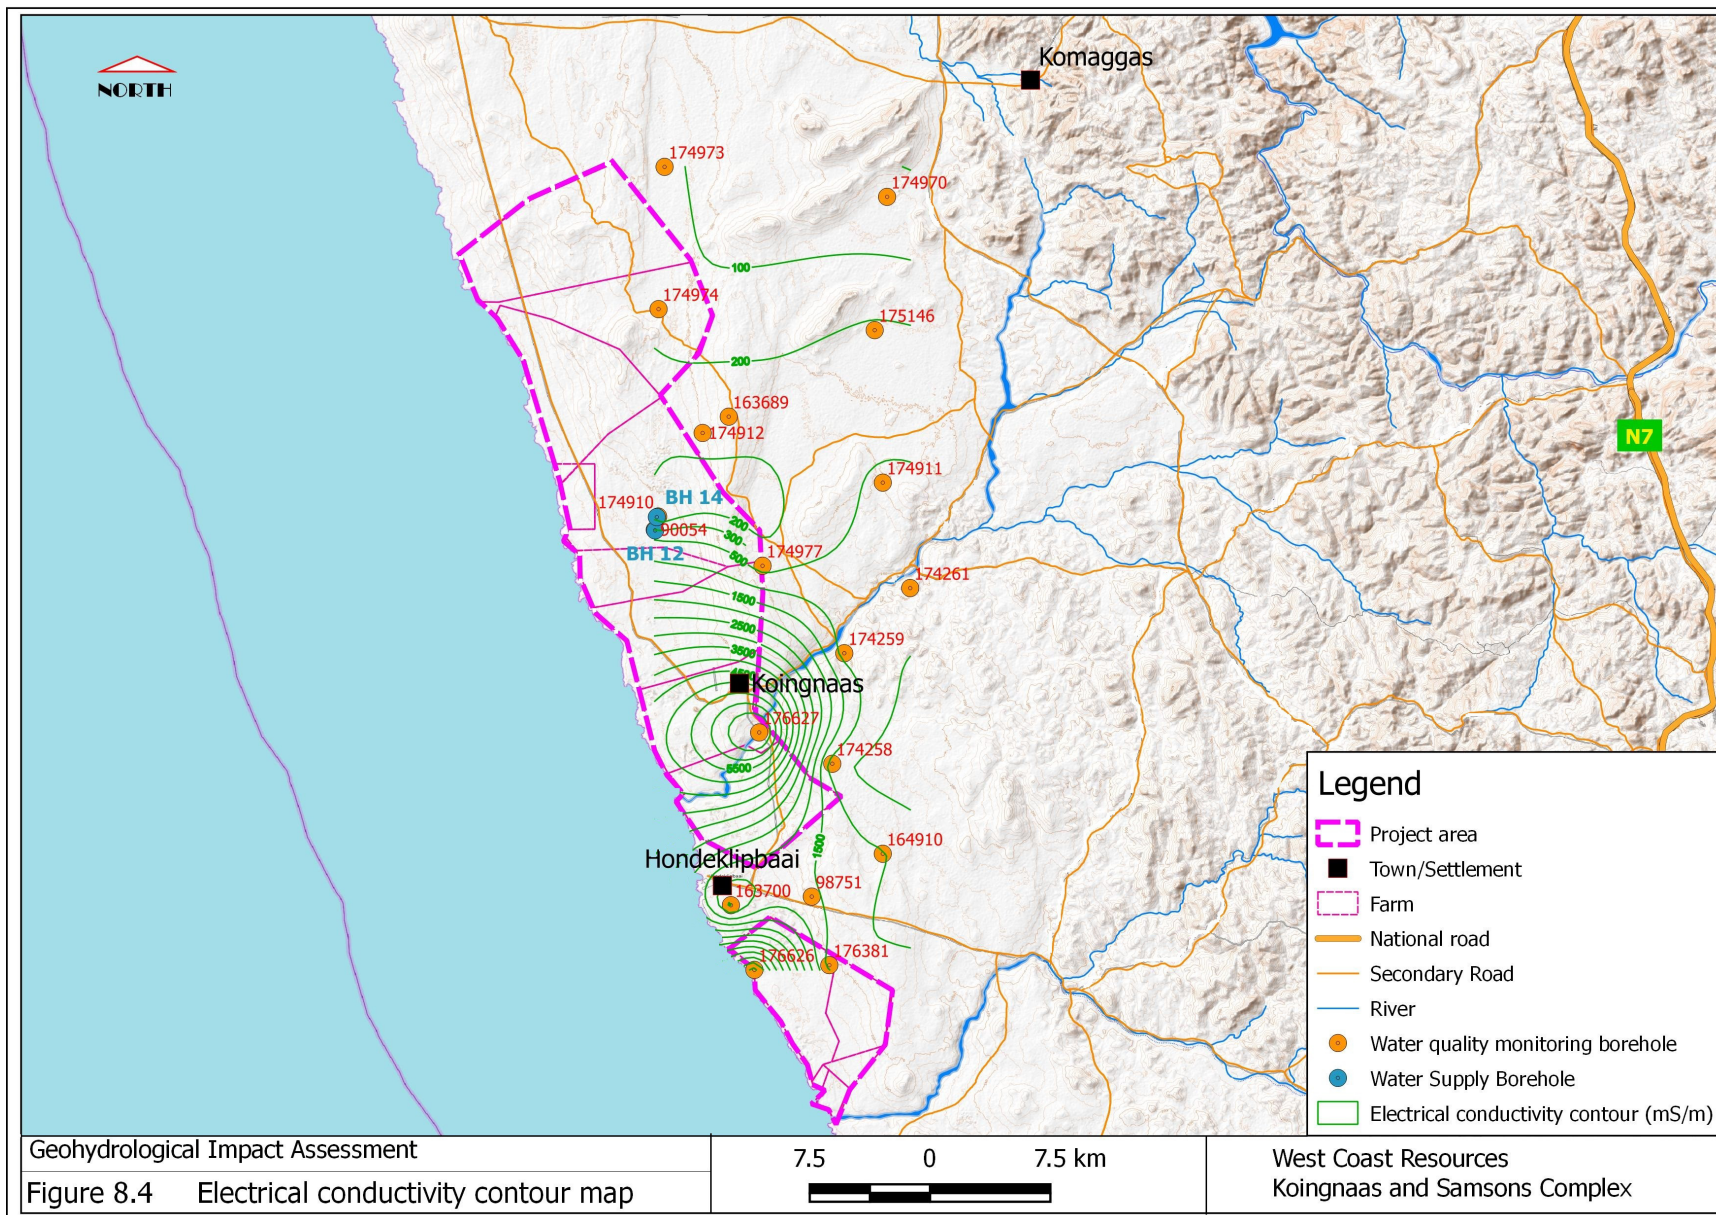 Komaggas
NORTH
174973
174970
100
174974
175146
200
163689
174912
N7
174911
174910
BH 14
200
90054
300
BH 12
500
174977
174261
1500
2500
174259
3500
Koingnaas
176627
174258
5500
1500
164910
Hondeklipbaai
163700
98751
176626
176381
Legend
Project area
Town/Settlement
Farm
National road
Secondary Road
River
Water quality monitoring borehole
Water Supply Borehole
Electrical conductivity contour (mS/m)
Geohydrological Impact Assessment
Figure 8.4 Electrical conductivity contour map
7.5 0 7.5 km
West Coast Resources
Koingnaas and Samsons Complex